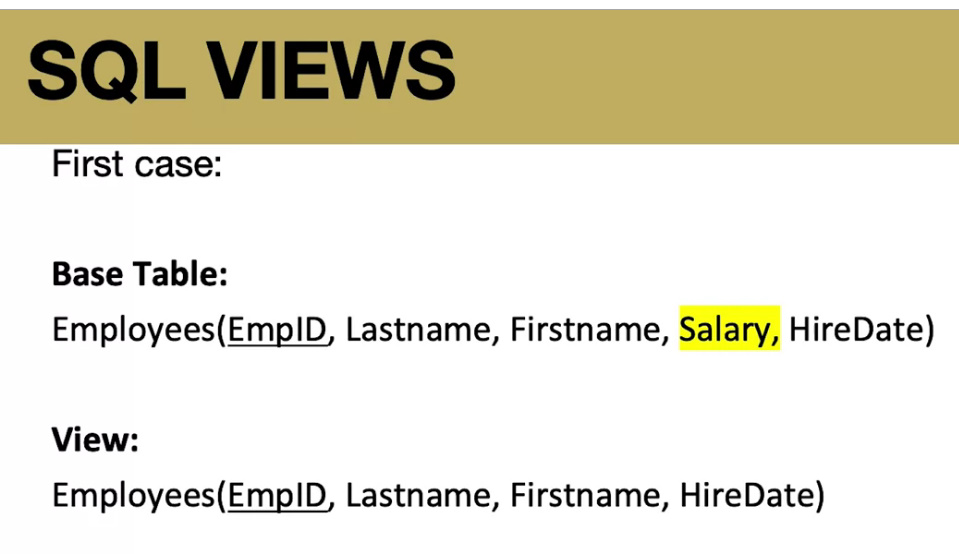 SQL VIEWS
First case:
Base Table:
Employees(EmpID, Lastname, Firstname, Salary, HireDate)
View:
Employees(EmpID, Lastname, Firstname, HireDate)